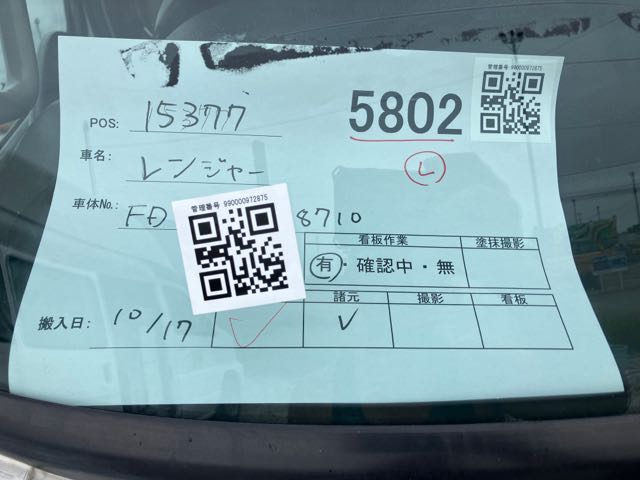 管理番号 990000972875
POS: 15377
5802
車名: レンジャー
L
車体No.: FD 8710
管理番号 990000972875
看板作業 塗抹撮影
有・確認中・無
諸元 撮影 看板
搬入日: 10/17 ✓ V